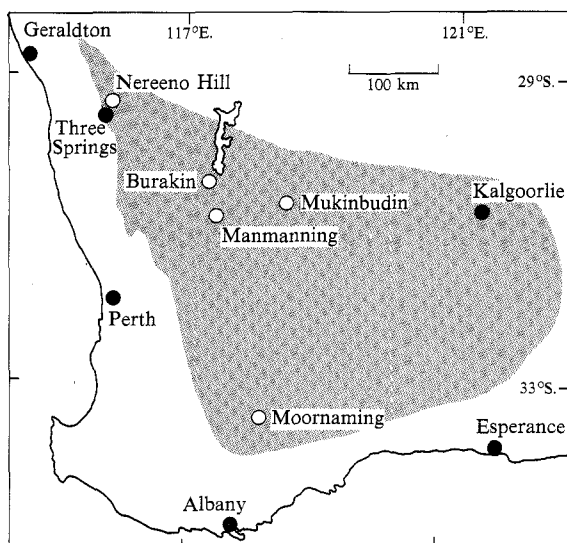 117°E.
121°E.
Geraldton
29°S.
Nereeno Hill
100 km
Three
Springs
Burakin
Mukinbudin
Kalgoorlie
Manmanning
Perth
33°S.
Moornaming
Esperance
Albany